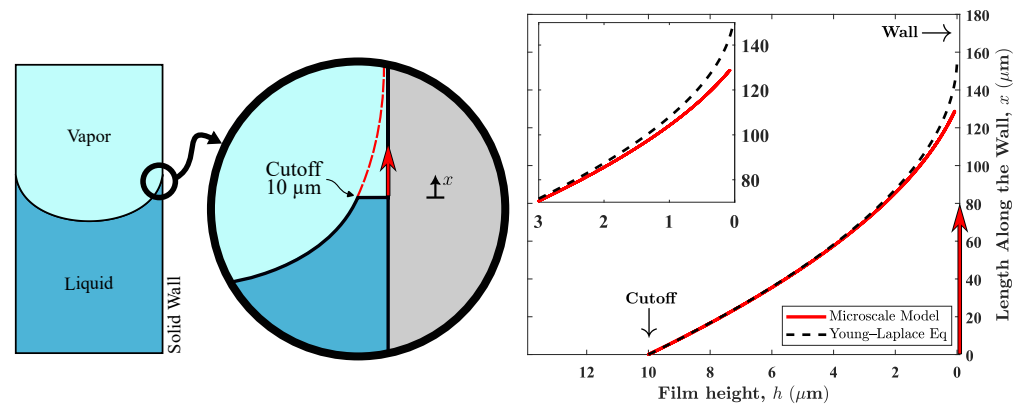 Vapor
Liquid
Solid Wall
Cutoff
10 μm
x
3
2
1
0
80
100
120
140
Wall
Cutoff
Microscale Model
Young–Laplace Eq
12
10
8
6
4
2
0
Film height, h (μm)
0
20
40
60
80
100
120
140
160
180
Length Along the Wall, x (μm)